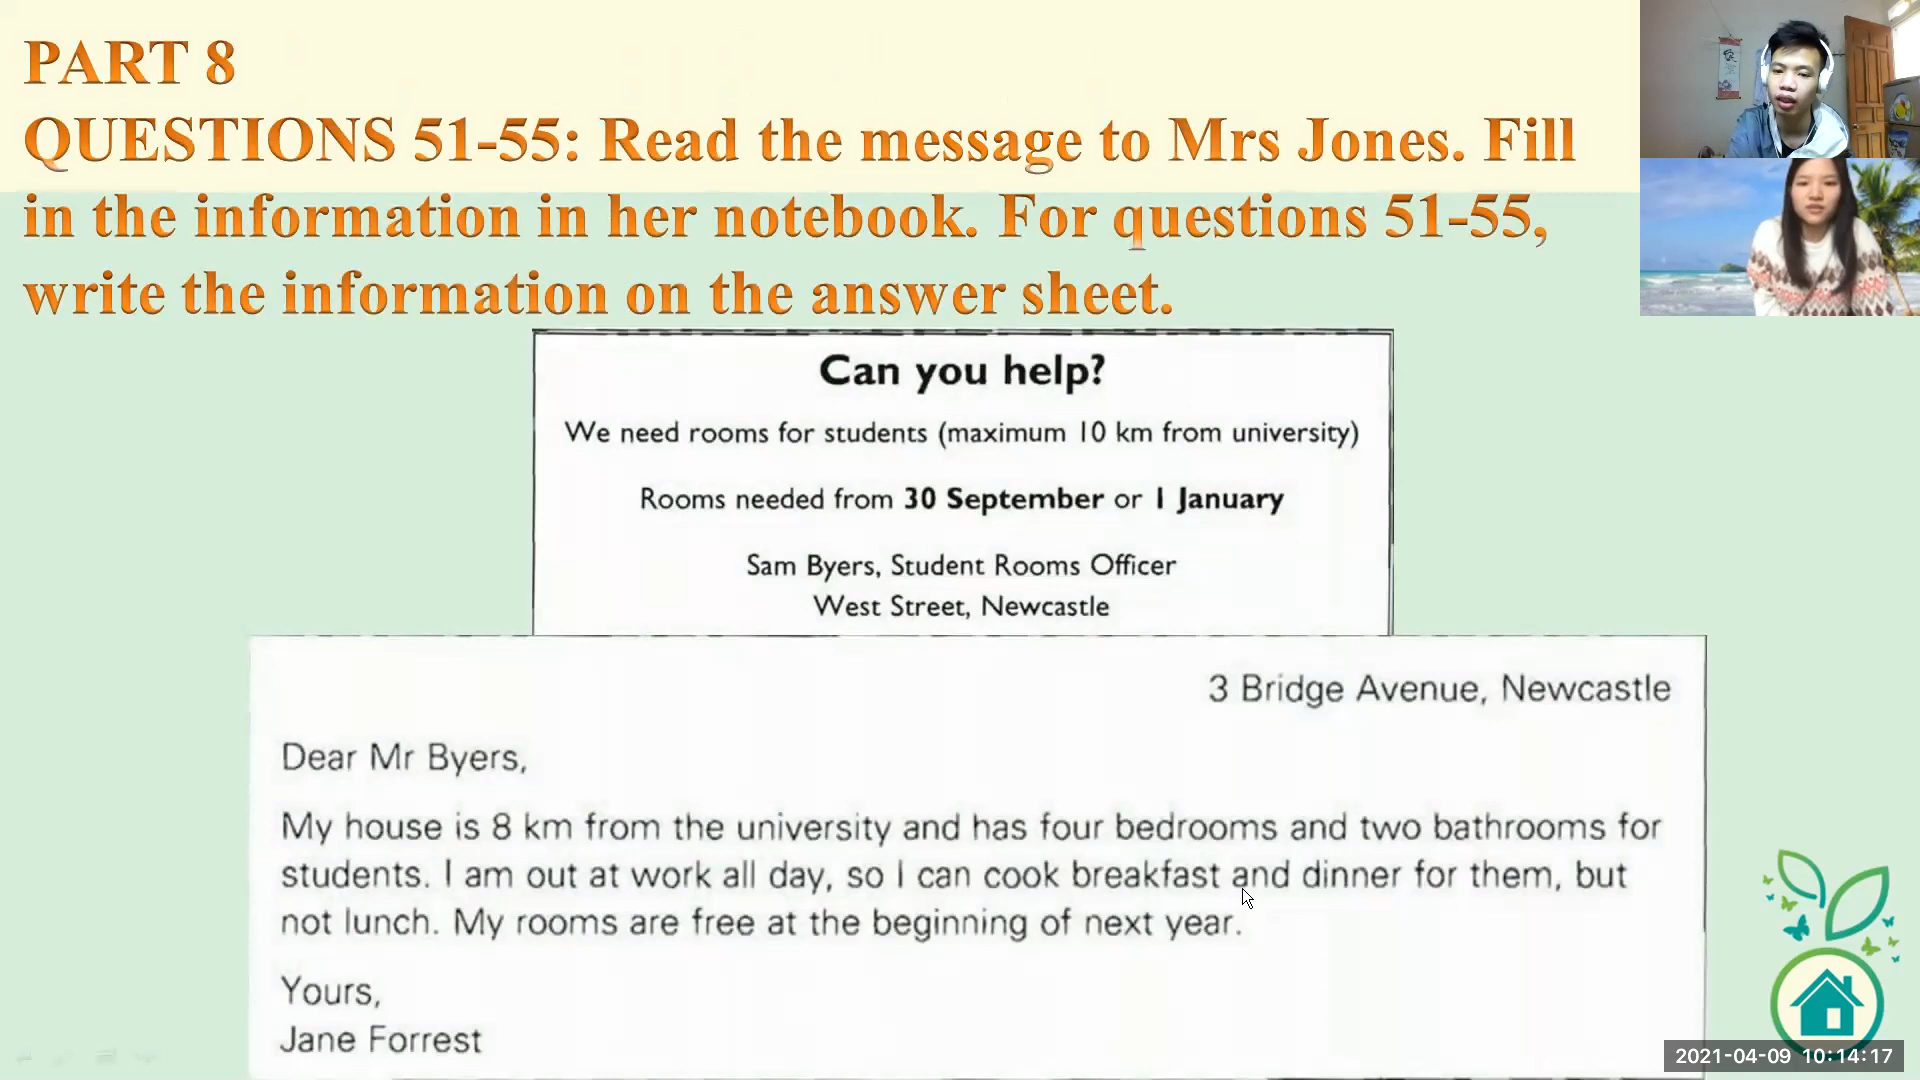 PART 8
QUESTIONS 51-55: Read the message to Mrs Jones. Fill
in the information in her notebook. For questions 51-55,
write the information on the answer sheet.
Can you help?
We need rooms for students (maximum 10 km from university)
Rooms needed from 30 September or 1 January
Sam Byers, Student Rooms Officer
West Street, Newcastle
3 Bridge Avenue, Newcastle
Dear Mr Byers,
My house is 8 km from the university and has four bedrooms and two bathrooms for
students. I am out at work all day, so I can cook breakfast and dinner for them, but
not lunch. My rooms are free at the beginning of next year.
Yours,
Jane Forrest
2021-04-09 10:14:17